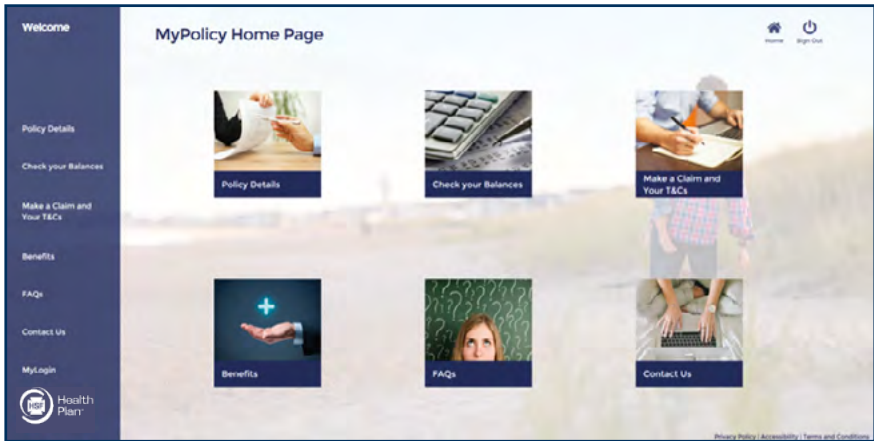 Welcome
MyPolicy Home Page
Home
Sign Out
Policy Details
Check your Balances
Make a Claim and
Your T&Cs
Benefits
FAQs
Contact Us
MyLogin
HSF
Health
Plan
Policy Details
Check your Balances
Make a Claim and
Your T&Cs
Benefits
FAQs
Contact Us
Privacy Policy | Accessibility | Terms and Conditions